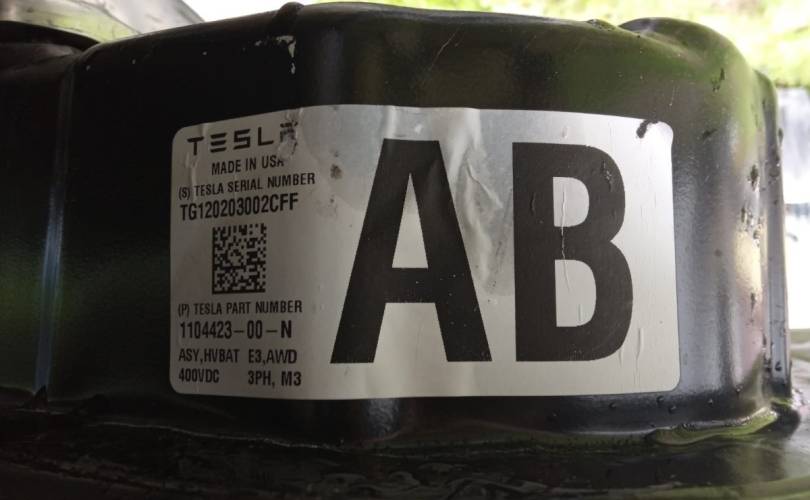 TESLA
MADE IN USA
(S) TESLA SERIAL NUMBER
TG120203002CFF
(P) TESLA PART NUMBER
1104423-00-N
ASY,HVBAT E3,AWD
400VDC 3PH, M3
AB